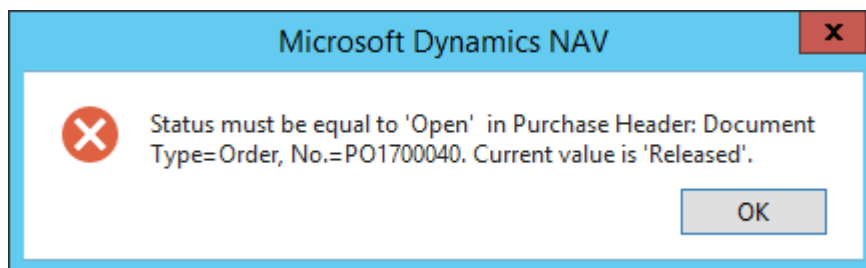 Microsoft Dynamics NAV
x
Status must be equal to 'Open'  in Purchase Header: Document
Type=Order, No.=PO1700040. Current value is 'Released'.
OK